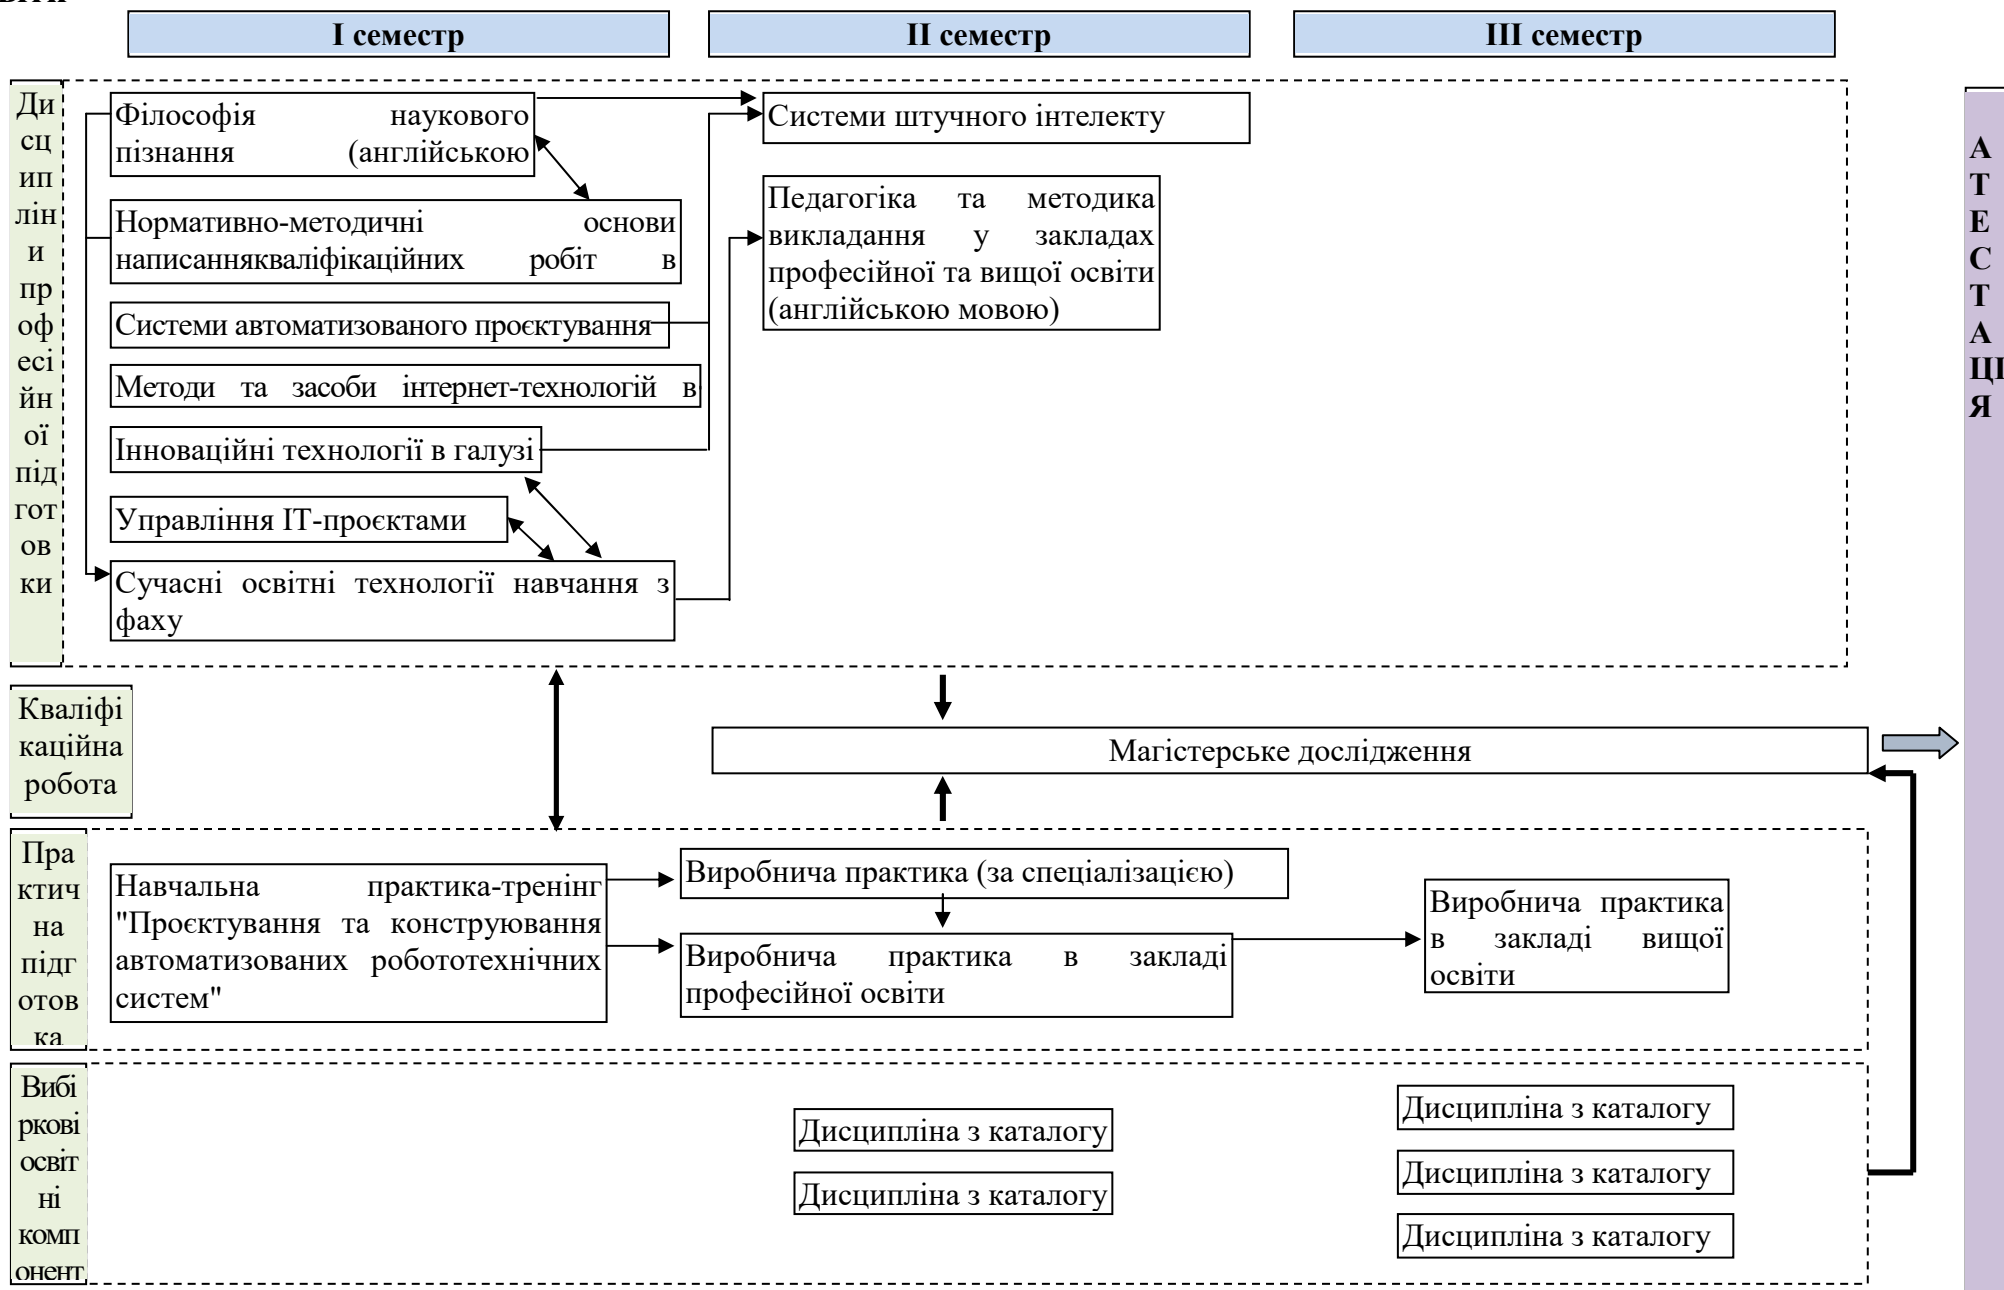 I семестр
II семестр
III семестр
Ди
сц
ип
лін
и
пр
оф
есі
йн
ої
під
гот
ов
ки
Філософія наукового
пізнання (англійською
Нормативно-методичні основи
написаннякваліфікаційних робіт в
Системи автоматизованого проєктування
Методи та засоби інтернет-технологій в
Інноваційні технології в галузі
Управління ІТ-проєктами
Сучасні освітні технології навчання з
фаху
Системи штучного інтелекту
Педагогіка та методика
викладання у закладах
професійної та вищої освіти
(англійською мовою)
А
Т
Е
С
Т
А
ЦІ
Я
Кваліфі
каційна
робота
Магістерське дослідження
Пра
ктич
на
підг
отов
ка
Навчальна практика-тренінг
"Проєктування та конструювання
автоматизованих робототехнічних
систем"
Виробнича практика (за спеціалізацією)
Виробнича практика в закладі
професійної освіти
Виробнича практика
в закладі вищої
освіти
Вибі
ркові
освіт
ні
комп
онент
Дисципліна з каталогу
Дисципліна з каталогу
Дисципліна з каталогу
Дисципліна з каталогу
Дисципліна з каталогу